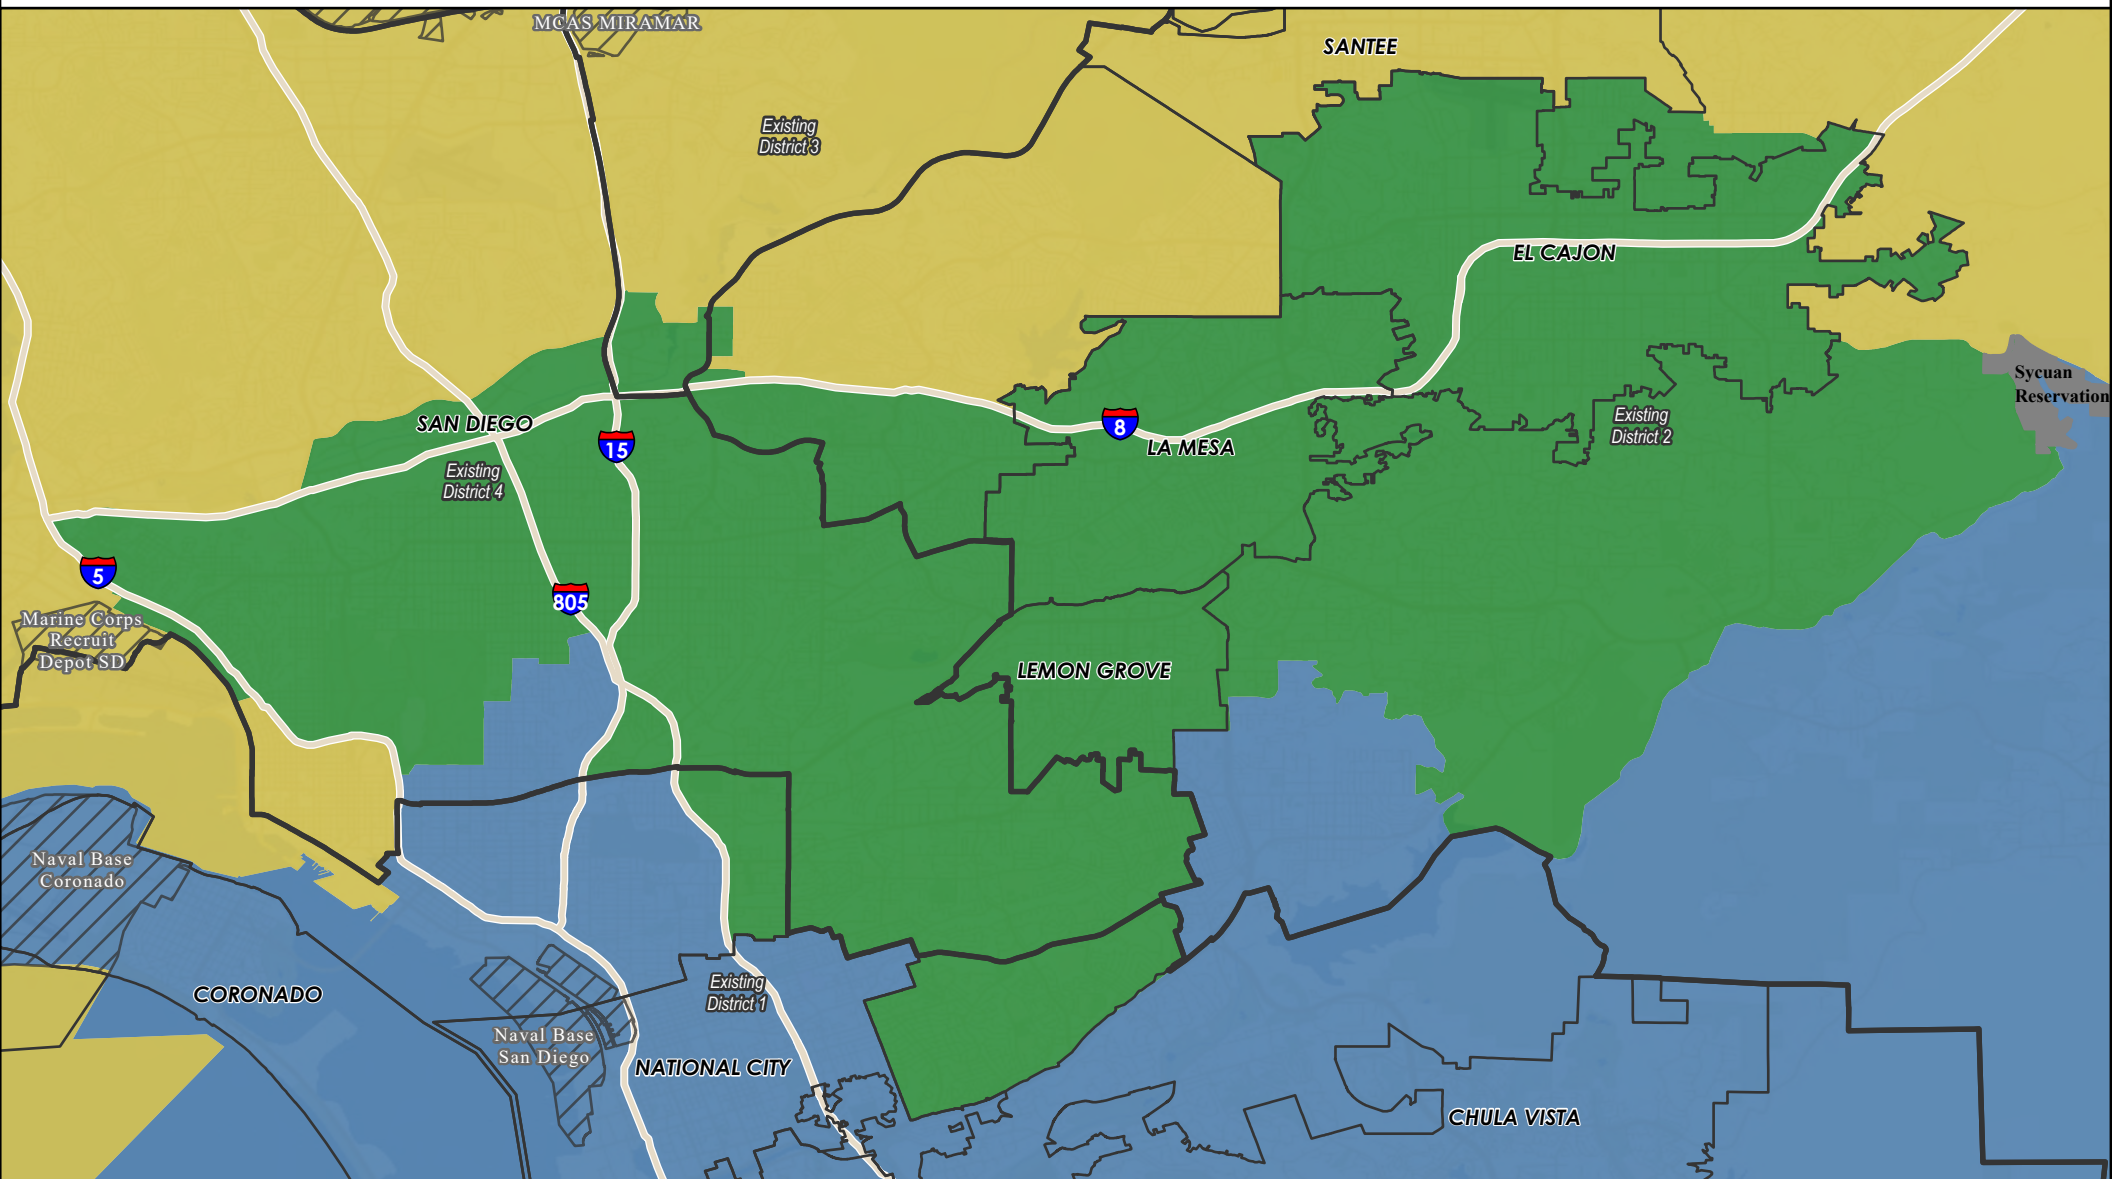 MCAS MIRAMAR
SANTEE
Existing
District 3
EL CAJON
Sycuan
Reservation
SAN DIEGO
8
15
LA MESA
Existing
District 2
Existing
District 4
5
805
Marine Corps
Recruit
Depot SD
LEMON GROVE
Naval Base
Coronado
CORONADO
Existing
District 1
Naval Base
San Diego
NATIONAL CITY
CHULA VISTA